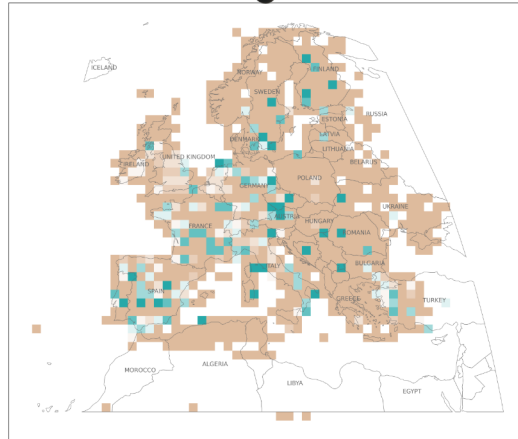 ICELAND
NORWAY
FINLAND
SWEDEN
ESTONIA
RUSSIA
LATVIA
DENMARK
LITHUANIA
UNITED KINGDOM
IRELAND
BELARUS
POLAND
GERMANY
UKRAINE
AUSTRIA
HUNGARY
FRANCE
ROMANIA
ITALY
BULGARIA
SPAIN
GREECE
TURKEY
MOROCCO
ALGERIA
LIBYA
EGYPT